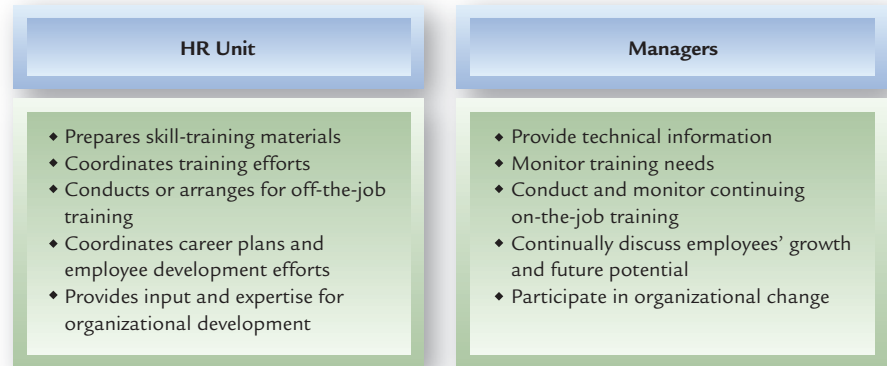 HR Unit
◆ Prepares skill-training materials
◆ Coordinates training efforts
◆ Conducts or arranges for off-the-job
training
◆ Coordinates career plans and
employee development efforts
◆ Provides input and expertise for
organizational development
Managers
◆ Provide technical information
◆ Monitor training needs
◆ Conduct and monitor continuing
on-the-job training
◆ Continually discuss employees’ growth
and future potential
◆ Participate in organizational change